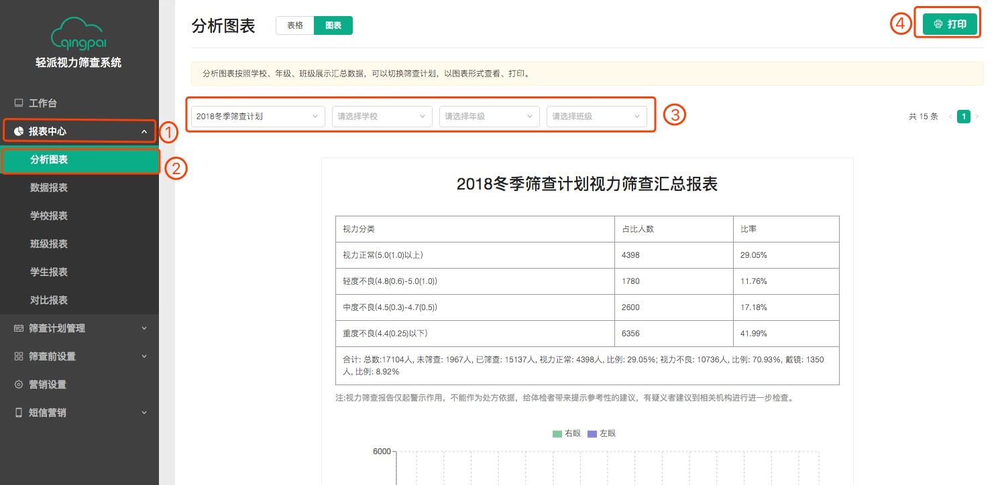 qingpai
轻派视力筛查系统
工作台
报表中心
①
分析图表
②
数据报表
学校报表
班级报表
学生报表
对比报表
筛查计划管理
筛查前设置
营销设置
短信营销
分析图表 表格 图表
④ 打印
分析图表按照学校、年级、班级展示汇总数据，可以切换筛查计划，以图表形式查看、打印。
2018冬季筛查计划 请选择学校 请选择年级 请选择班级 ③
共 15 条 < 1 >
2018冬季筛查计划视力筛查汇总报表
视力分类 占比人数 比率
视力正常(5.0(1.0)以上) 4398 29.05%
轻度不良(4.8(0.6)-5.0(1.0)) 1780 11.76%
中度不良(4.5(0.3)-4.7(0.5)) 2600 17.18%
重度不良(4.4(0.25)以下) 6356 41.99%
合计: 总数:17104人, 未筛查: 1967人, 已筛查: 15137人, 视力正常: 4398人, 比例: 29.05%; 视力不良: 10736人, 比例: 70.93%, 戴镜: 1350
人, 比例: 8.92%
注:视力筛查报告仅起警示作用，不能作为处方依据，给体检者带来提示参考性的建议，有疑义者建议到相关机构进行进一步检查。
右眼 左眼
6000